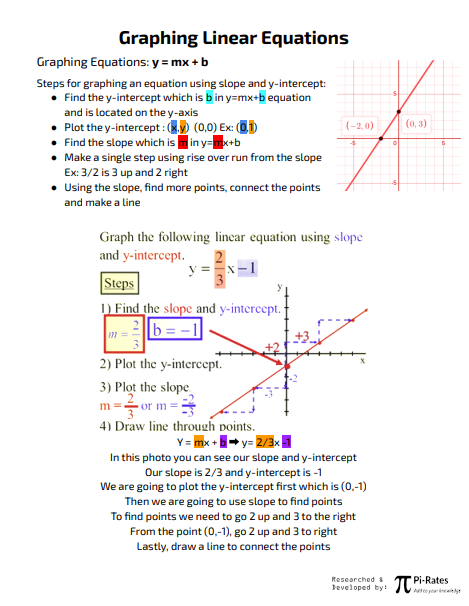 Graphing Linear Equations
Graphing Equations: y = mx + b
Steps for graphing an equation using slope and y-intercept:
● Find the y-intercept which is b in y=mx+b equation
and is located on the y-axis
● Plot the y-intercept : (x,y) (0,0) Ex: (0,1)
● Find the slope which is m in y=mx+b
● Make a single step using rise over run from the slope
Ex: 3/2 is 3 up and 2 right
● Using the slope, find more points, connect the points
and make a line
5
(-2,0)
(0,3)
-5
5
-5
Graph the following linear equation using slope
and y-intercept.
y = 2/3 x - 1
Steps
1) Find the slope and y-intercept.
m = 2/3
b = -1
2) Plot the y-intercept.
3) Plot the slope
m = 2/3 or m = -2/-3
4) Draw line through points.
y
x
+2
+3
-2
-3
Y = mx + b ➡ y= 2/3x -1
In this photo you can see our slope and y-intercept
Our slope is 2/3 and y-intercept is -1
We are going to plot the y-intercept first which is (0,-1)
Then we are going to use slope to find points
To find points we need to go 2 up and 3 to the right
From the point (0,-1), go 2 up and 3 to right
Lastly, draw a line to connect the points
Researched &
Developed by:
π Pi-Rates
Add to your knowledge